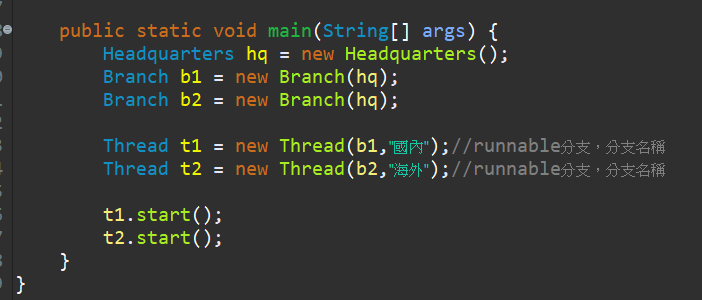 public static void main(String[] args) {
Headquarters hq = new Headquarters();
Branch b1 = new Branch(hq);
Branch b2 = new Branch(hq);
Thread t1 = new Thread(b1,"國內");//runnable分支，分支名稱
Thread t2 = new Thread(b2,"海外");//runnable分支，分支名稱
t1.start();
t2.start();
}
}